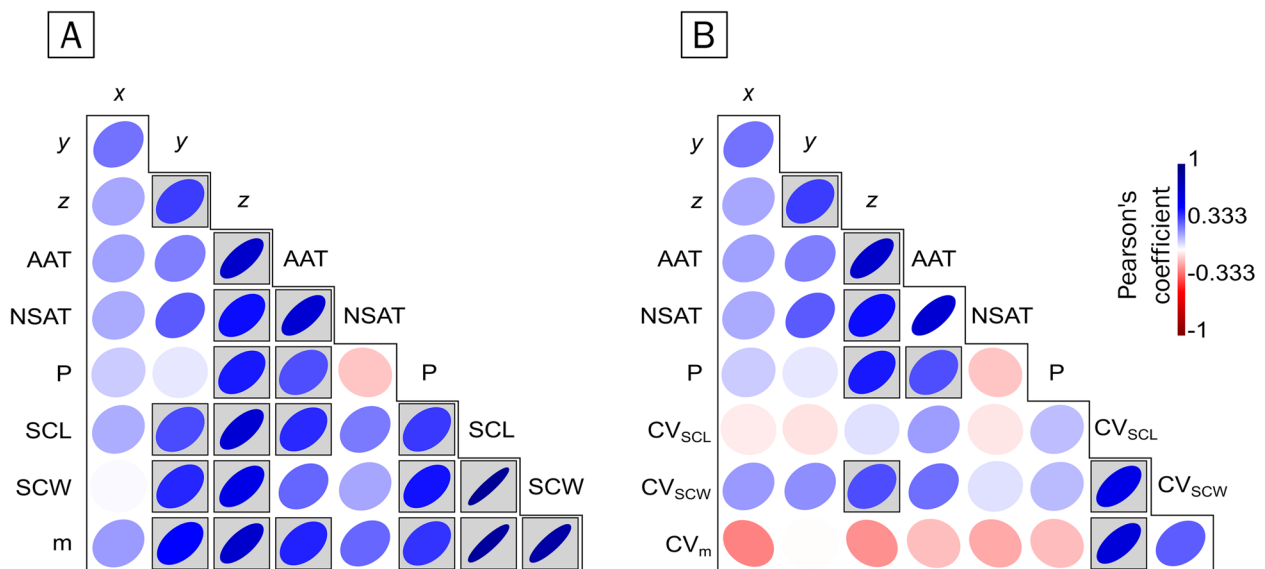 A
x
y y
z z
AAT AAT
NSAT NSAT
P P
SCL SCL
SCW SCW
m
B
x
y y
z z
AAT AAT
NSAT NSAT
P P
CVSCL CVSCL
CVSCW CVSCW
CVm
Pearson's
coefficient
1
0.333
-0.333
-1